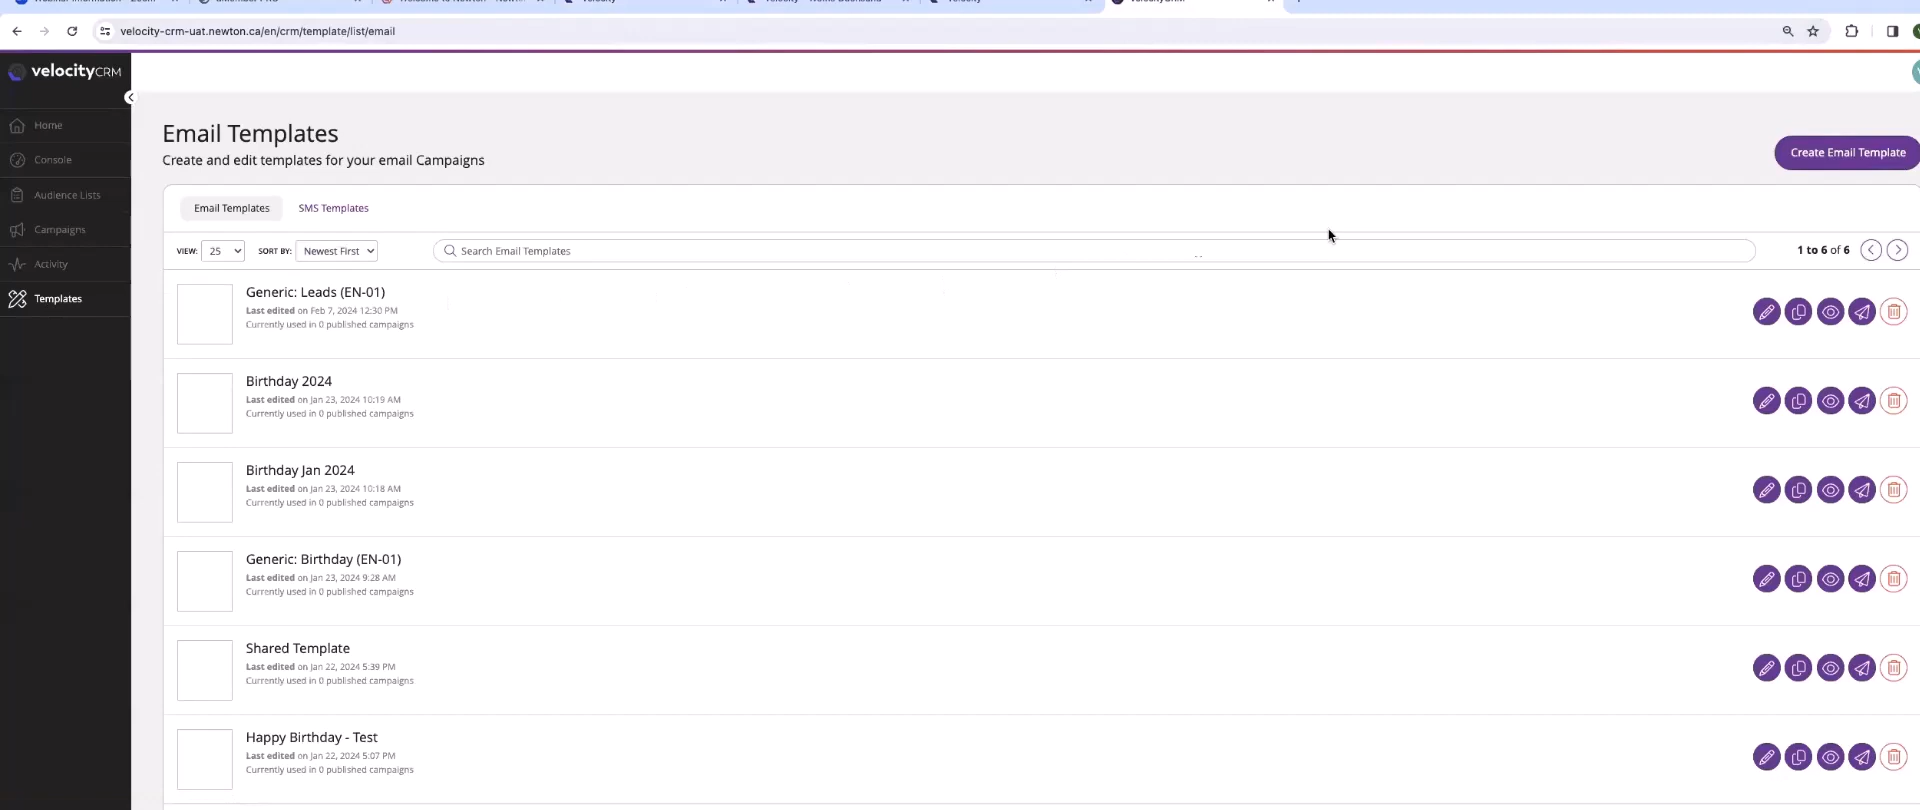 velocity-crm-uat.newton.ca/en/crm/template/list/email
velocityCRM
Home
Console
Audience Lists
Campaigns
Activity
Templates
Email Templates
Create and edit templates for your email Campaigns
Create Email Template
Email Templates
SMS Templates
VIEW: 25 SORT BY: Newest First
Search Email Templates
1 to 6 of 6
Generic: Leads (EN-01)
Last edited on Feb 7, 2024 12:30 PM
Currently used in 0 published campaigns
Birthday 2024
Last edited on Jan 23, 2024 10:19 AM
Currently used in 0 published campaigns
Birthday Jan 2024
Last edited on Jan 23, 2024 10:18 AM
Currently used in 0 published campaigns
Generic: Birthday (EN-01)
Last edited on Jan 23, 2024 9:28 AM
Currently used in 0 published campaigns
Shared Template
Last edited on Jan 22, 2024 5:39 PM
Currently used in 0 published campaigns
Happy Birthday - Test
Last edited on Jan 22, 2024 5:07 PM
Currently used in 0 published campaigns